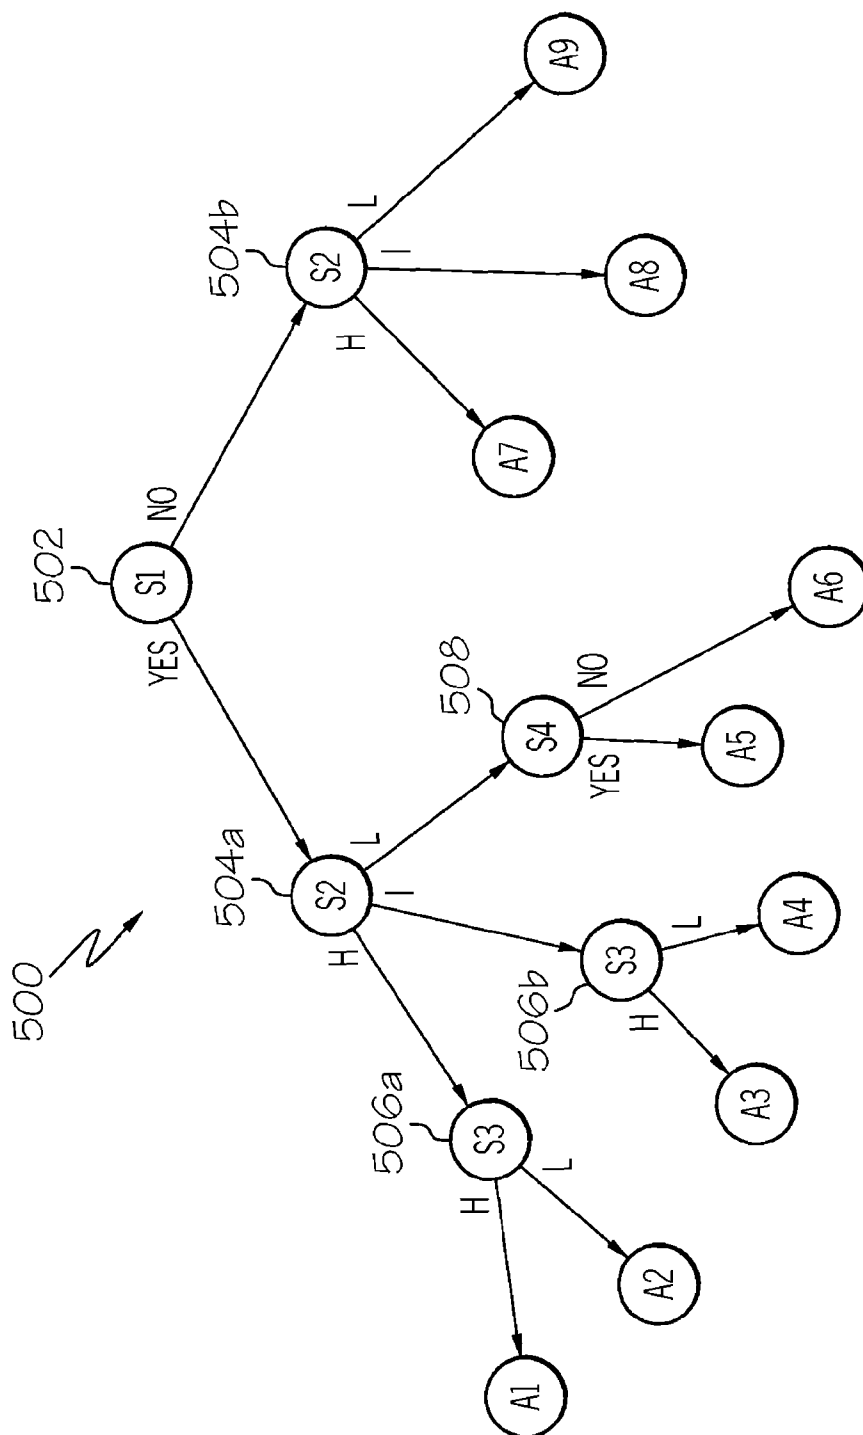 500
502
S1
YES
NO
504a
S2
H
I
L
504b
S2
H
I
L
506a
S3
H
L
506b
S3
H
L
508
S4
YES
NO
A1
A2
A3
A4
A5
A6
A7
A8
A9